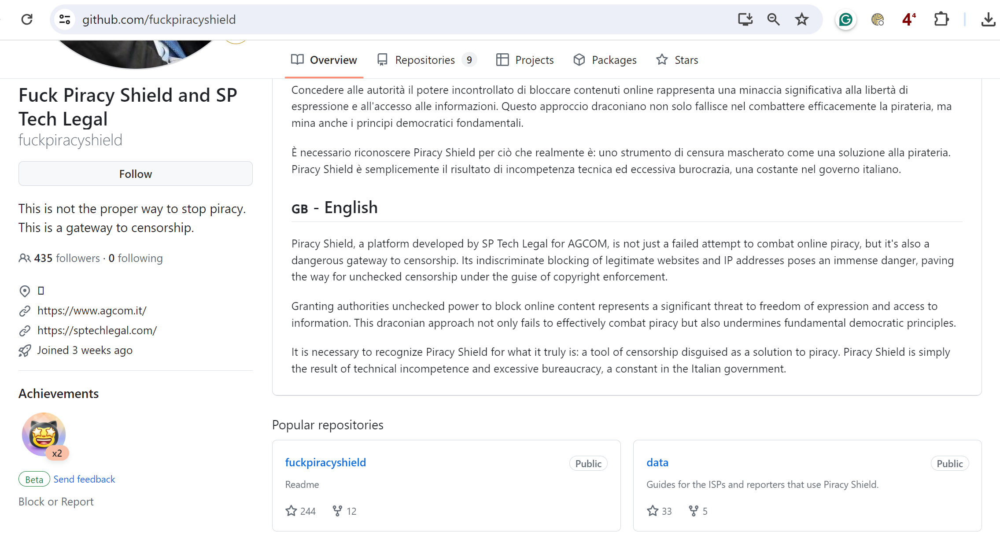 github.com/fuckpiracyshield
4⁴
Overview
Repositories 9
Projects
Packages
Stars
Fuck Piracy Shield and SP
Tech Legal
fuckpiracyshield
Follow
This is not the proper way to stop piracy.
This is a gateway to censorship.
435 followers · 0 following
https://www.agcom.it/
https://sptechlegal.com/
Joined 3 weeks ago
Achievements
x2
Beta Send feedback
Block or Report
Concedere alle autorità il potere incontrollato di bloccare contenuti online rappresenta una minaccia significativa alla libertà di
espressione e all'accesso alle informazioni. Questo approccio draconiano non solo fallisce nel combattere efficacemente la pirateria, ma
mina anche i principi democratici fondamentali.
È necessario riconoscere Piracy Shield per ciò che realmente è: uno strumento di censura mascherato come una soluzione alla pirateria.
Piracy Shield è semplicemente il risultato di incompetenza tecnica ed eccessiva burocrazia, una costante nel governo italiano.
GB - English
Piracy Shield, a platform developed by SP Tech Legal for AGCOM, is not just a failed attempt to combat online piracy, but it's also a
dangerous gateway to censorship. Its indiscriminate blocking of legitimate websites and IP addresses poses an immense danger, paving
the way for unchecked censorship under the guise of copyright enforcement.
Granting authorities unchecked power to block online content represents a significant threat to freedom of expression and access to
information. This draconian approach not only fails to effectively combat piracy but also undermines fundamental democratic principles.
It is necessary to recognize Piracy Shield for what it truly is: a tool of censorship disguised as a solution to piracy. Piracy Shield is simply
the result of technical incompetence and excessive bureaucracy, a constant in the Italian government.
Popular repositories
fuckpiracyshield Public
Readme
244 12
data Public
Guides for the ISPs and reporters that use Piracy Shield.
33 5